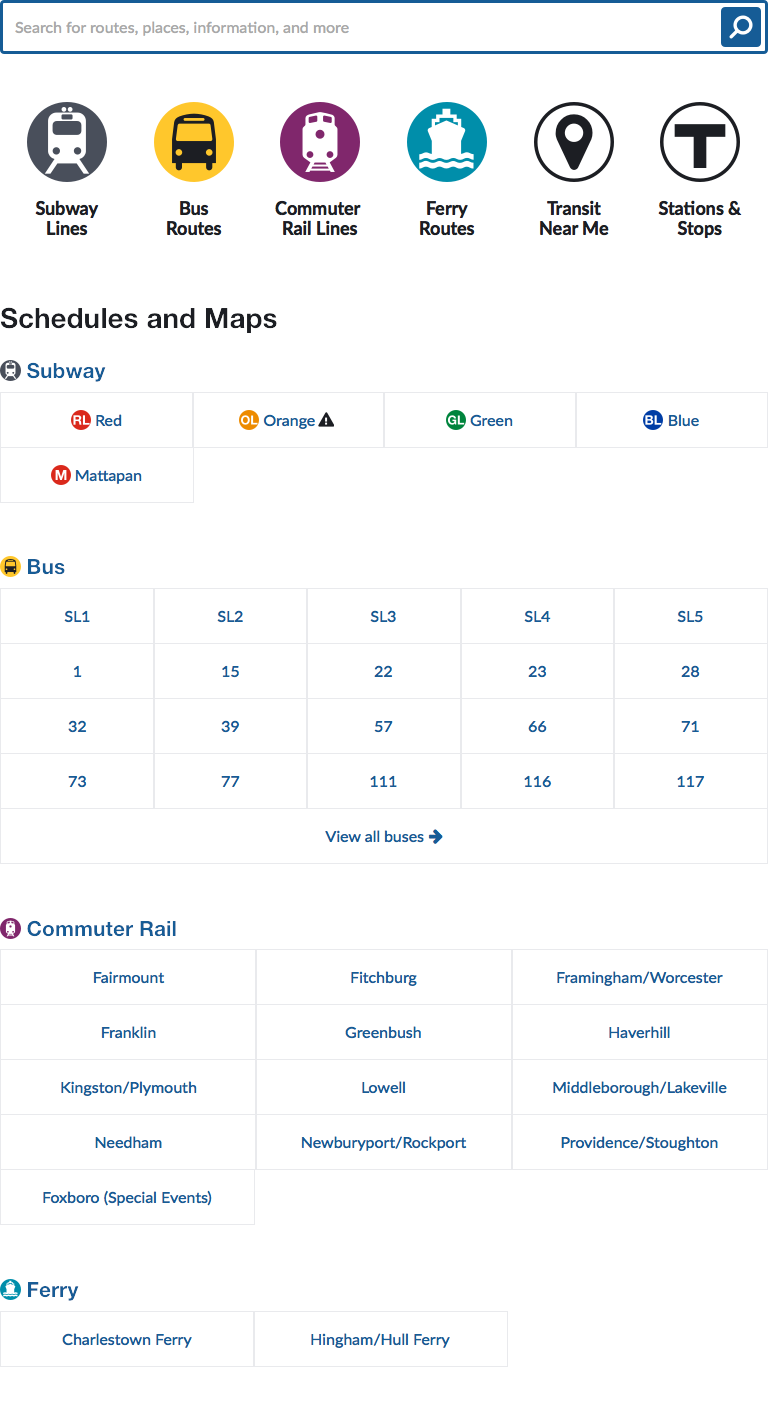 Search for routes, places, information, and more
Subway
Lines
Bus
Routes
Commuter
Rail Lines
Ferry
Routes
Transit
Near Me
T
Stations &
Stops
Schedules and Maps
Subway
RL Red
OL Orange
GL Green
BL Blue
M Mattapan
Bus
SL1
SL2
SL3
SL4
SL5
1
15
22
23
28
32
39
57
66
71
73
77
111
116
117
View all buses
Commuter Rail
Fairmount
Fitchburg
Framingham/Worcester
Franklin
Greenbush
Haverhill
Kingston/Plymouth
Lowell
Middleborough/Lakeville
Needham
Newburyport/Rockport
Providence/Stoughton
Foxboro (Special Events)
Ferry
Charlestown Ferry
Hingham/Hull Ferry